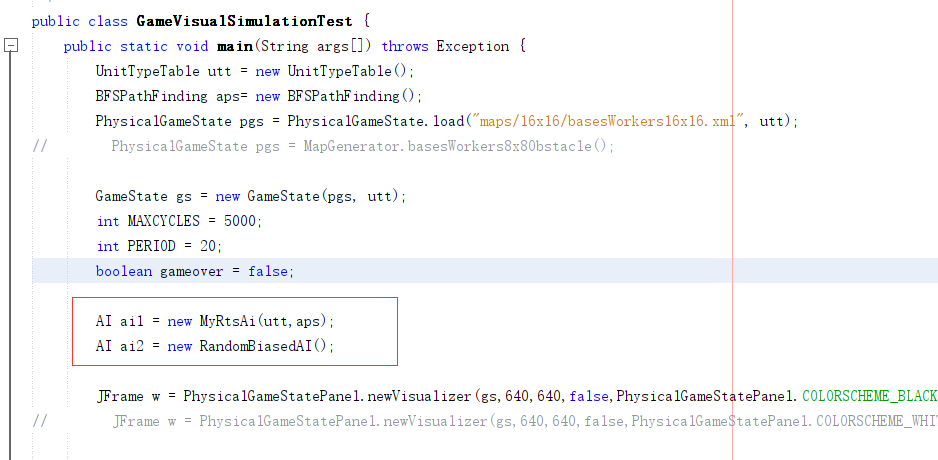 public class GameVisualSimulationTest {
public static void main(String args[]) throws Exception {
UnitTypeTable utt = new UnitTypeTable();
BFSPathFinding aps= new BFSPathFinding();
PhysicalGameState pgs = PhysicalGameState.load("maps/16x16/basesWorkers16x16.xml", utt);
// PhysicalGameState pgs = MapGenerator.basesWorkers8x8Obstacle();
GameState gs = new GameState(pgs, utt);
int MAXCYCLES = 5000;
int PERIOD = 20;
boolean gameover = false;
AI ai1 = new MyRtsAi(utt,aps);
AI ai2 = new RandomBiasedAI();
JFrame w = PhysicalGameStatePanel.newVisualizer(gs,640,640,false,PhysicalGameStatePanel.COLORSCHEME_BLACK
// JFrame w = PhysicalGameStatePanel.newVisualizer(gs,640,640,false,PhysicalGameStatePanel.COLORSCHEME_WHI